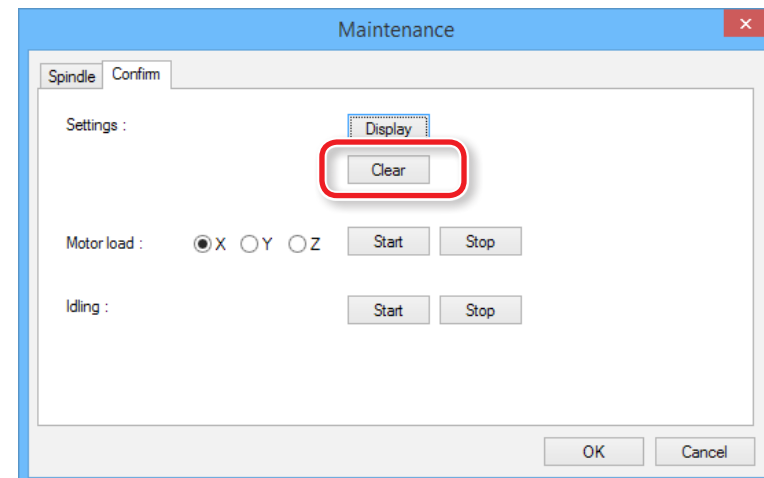 Maintenance
Spindle Confirm
Settings : Display
Clear
Motor load : X Y Z Start Stop
Idling : Start Stop
OK Cancel